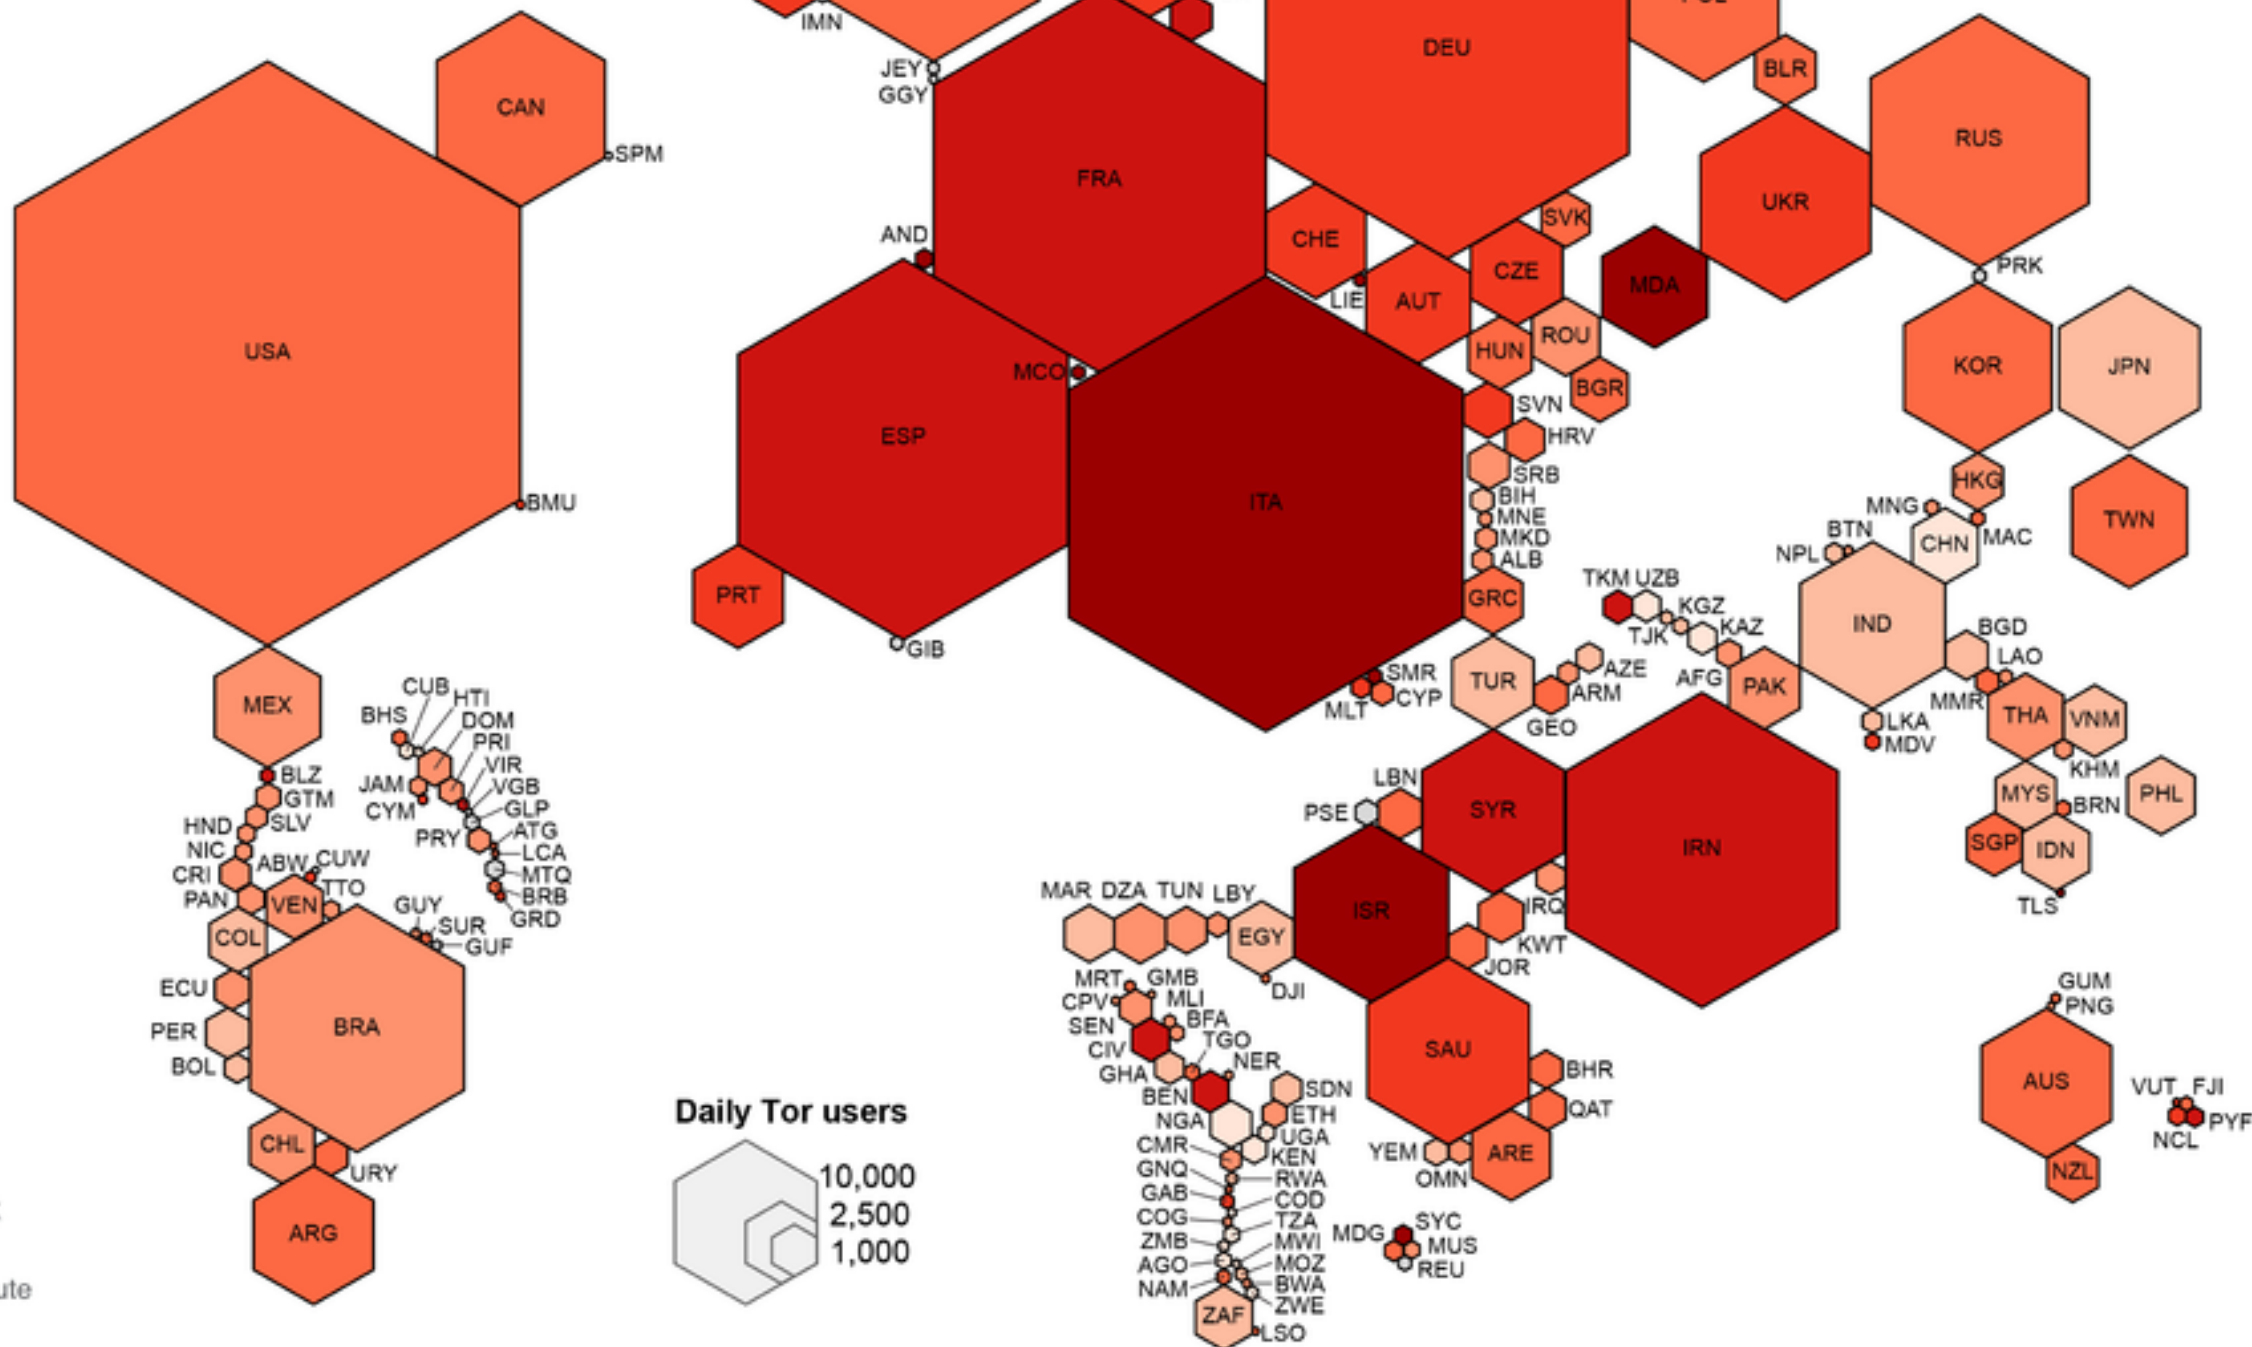 IMN
DEU
JEY
GGY
BLR
CAN
SPM
RUS
FRA
UKR
AND
CHE
SVK
CZE
LIE
AUT
MDA
PRK
USA
MCO
HUN
ROU
BGR
KOR
JPN
ESP
SVN
HRV
SRB
BMU
ITA
BIH
MNE
MKD
ALB
HKG
MNG
MAC
BTN
NPL
CHN
TWN
PRT
GRC
TKM UZB
KGZ
TJK
KAZ
IND
BGD
LAO
GIB
SMR
MLT
CYP
TUR
AZE
ARM
GEO
AFG
PAK
LKA
MDV
MMR
THA
VNM
KHM
MEX
CUB
HTI
BHS
DOM
PRI
VIR
JAM
VGB
CYM
GLP
PRY
ATG
LCA
MTQ
BRB
GRD
BLZ
GTM
SLV
HND
NIC
CRI
ABW
CUW
TTO
PAN
VEN
GUY
SUR
GUF
COL
ECU
PER
BRA
BOL
CHL
URY
ARG
LBN
PSE
SYR
IRN
MYS
BRN
PHL
SGP
IDN
TLS
MAR DZA TUN LBY
EGY
ISR
IRQ
KWT
JOR
DJI
MRT
GMB
CPV
MLI
SEN
BFA
CIV
TGO
GHA
NER
BEN
SDN
NGA
ETH
UGA
CMR
KEN
GNQ
RWA
GAB
COD
COG
TZA
ZMB
MWI
AGO
MOZ
NAM
BWA
ZWE
ZAF
LSO
SAU
BHR
QAT
YEM
OMN
ARE
MDG
SYC
MUS
REU
GUM
PNG
AUS
VUT
FJI
PYF
NCL
NZL
Daily Tor users
10,000
2,500
1,000
ute